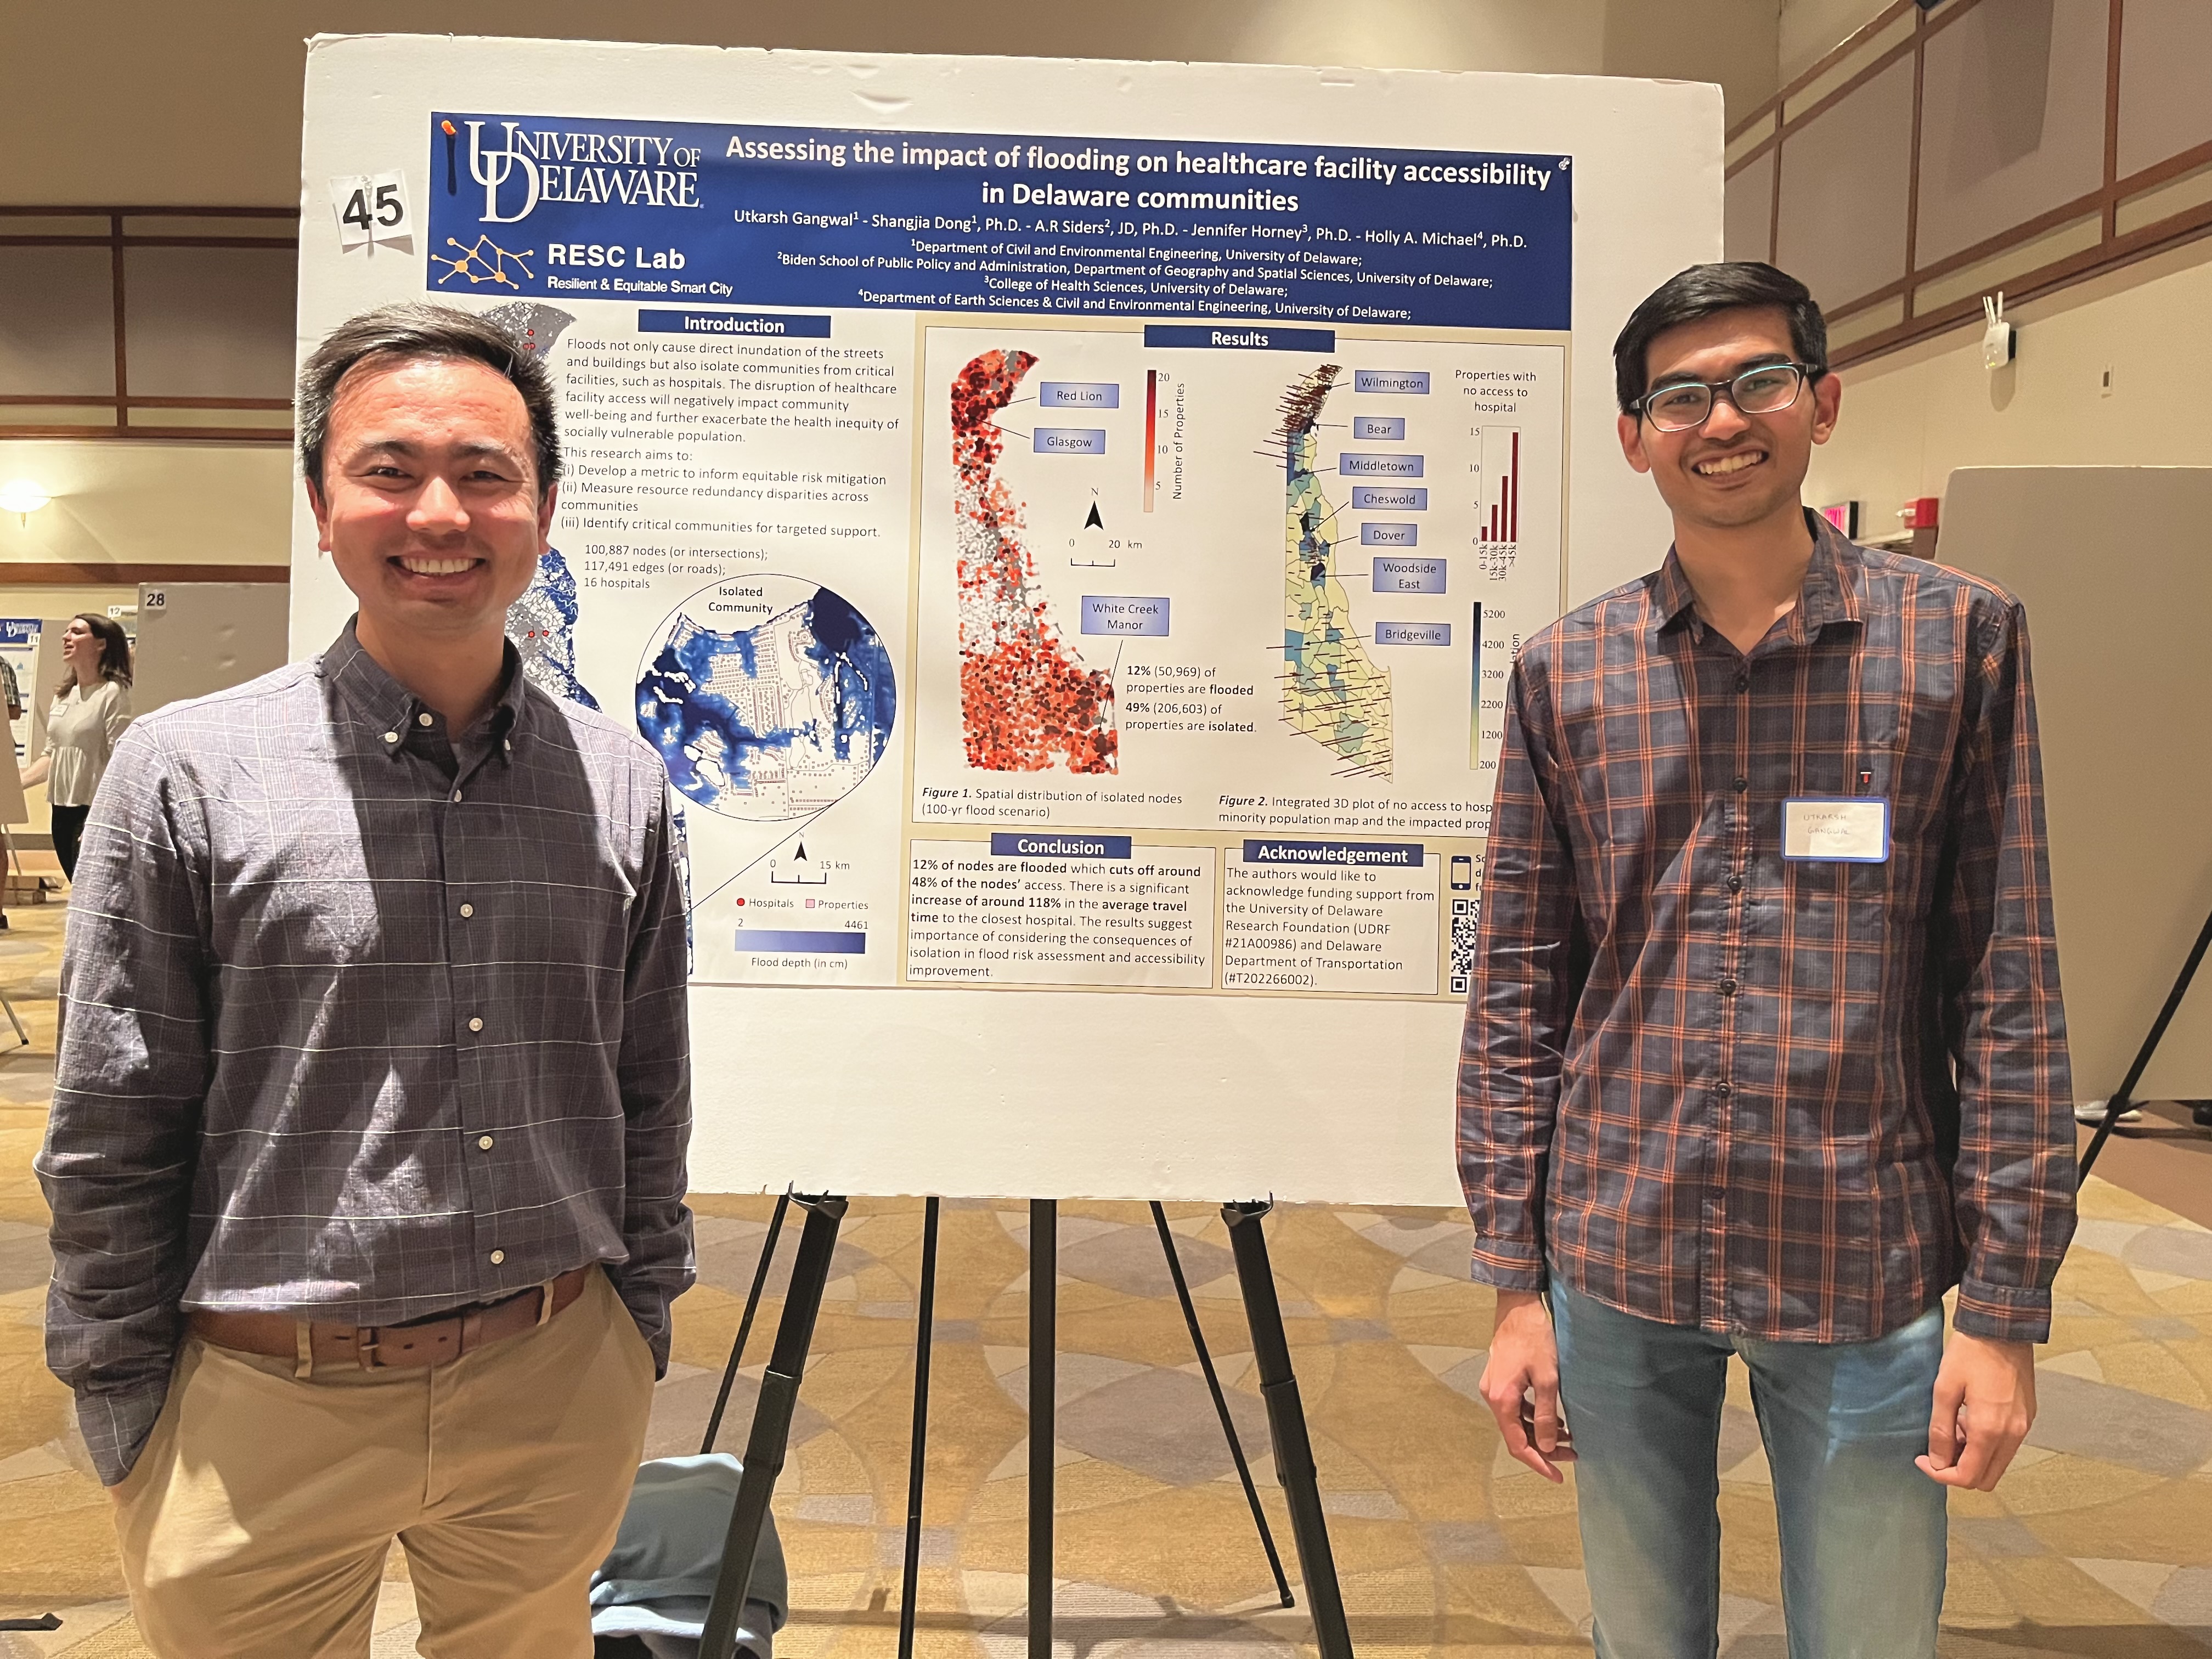 45
UNIVERSITY OF
DELAWARE
RESC Lab
Resilient & Equitable Smart City
Assessing the impact of flooding on healthcare facility accessibility
in Delaware communities
Utkarsh Gangwal¹ - Shangjia Dong¹, Ph.D. - A.R Siders², JD, Ph.D. - Jennifer Horney³, Ph.D. - Holly A. Michael⁴, Ph.D.
¹Department of Civil and Environmental Engineering, University of Delaware;
²Biden School of Public Policy and Administration, Department of Geography and Spatial Sciences, University of Delaware;
³College of Health Sciences, University of Delaware;
⁴Department of Earth Sciences & Civil and Environmental Engineering, University of Delaware;
Introduction
Floods not only cause direct inundation of the streets
and buildings but also isolate communities from critical
facilities, such as hospitals. The disruption of healthcare
facility access will negatively impact community
well-being and further exacerbate the health inequity of
socially vulnerable population.
This research aims to:
(i) Develop a metric to inform equitable risk mitigation
(ii) Measure resource redundancy disparities across
communities
(iii) Identify critical communities for targeted support.
100,887 nodes (or intersections);
117,491 edges (or roads);
16 hospitals
Isolated
Community
N
0 15 km
Hospitals Properties
2 4461
Flood depth (in cm)
Results
Red Lion
Glasgow
20
15
10
5
Number of Properties
N
0 20 km
White Creek
Manor
12% (50,969) of
properties are flooded
49% (206,603) of
properties are isolated.
Figure 1. Spatial distribution of isolated nodes
(100-yr flood scenario)
Wilmington
Bear
Middletown
Cheswold
Dover
Woodside
East
Bridgeville
Properties with
no access to
hospital
15
10
5
0
0-15k
15k-30k
30k-45k
>45k
5200
4200
3200
2200
1200
200
Figure 2. Integrated 3D plot of no access to hosp
minority population map and the impacted prop
Conclusion
12% of nodes are flooded which cuts off around
48% of the nodes' access. There is a significant
increase of around 118% in the average travel
time to the closest hospital. The results suggest
importance of considering the consequences of
isolation in flood risk assessment and accessibility
improvement.
Acknowledgement
The authors would like to
acknowledge funding support from
the University of Delaware
Research Foundation (UDRF
#21A00986) and Delaware
Department of Transportation
(#T202266002).
UTKARSH
GANGWAL
28
12
11